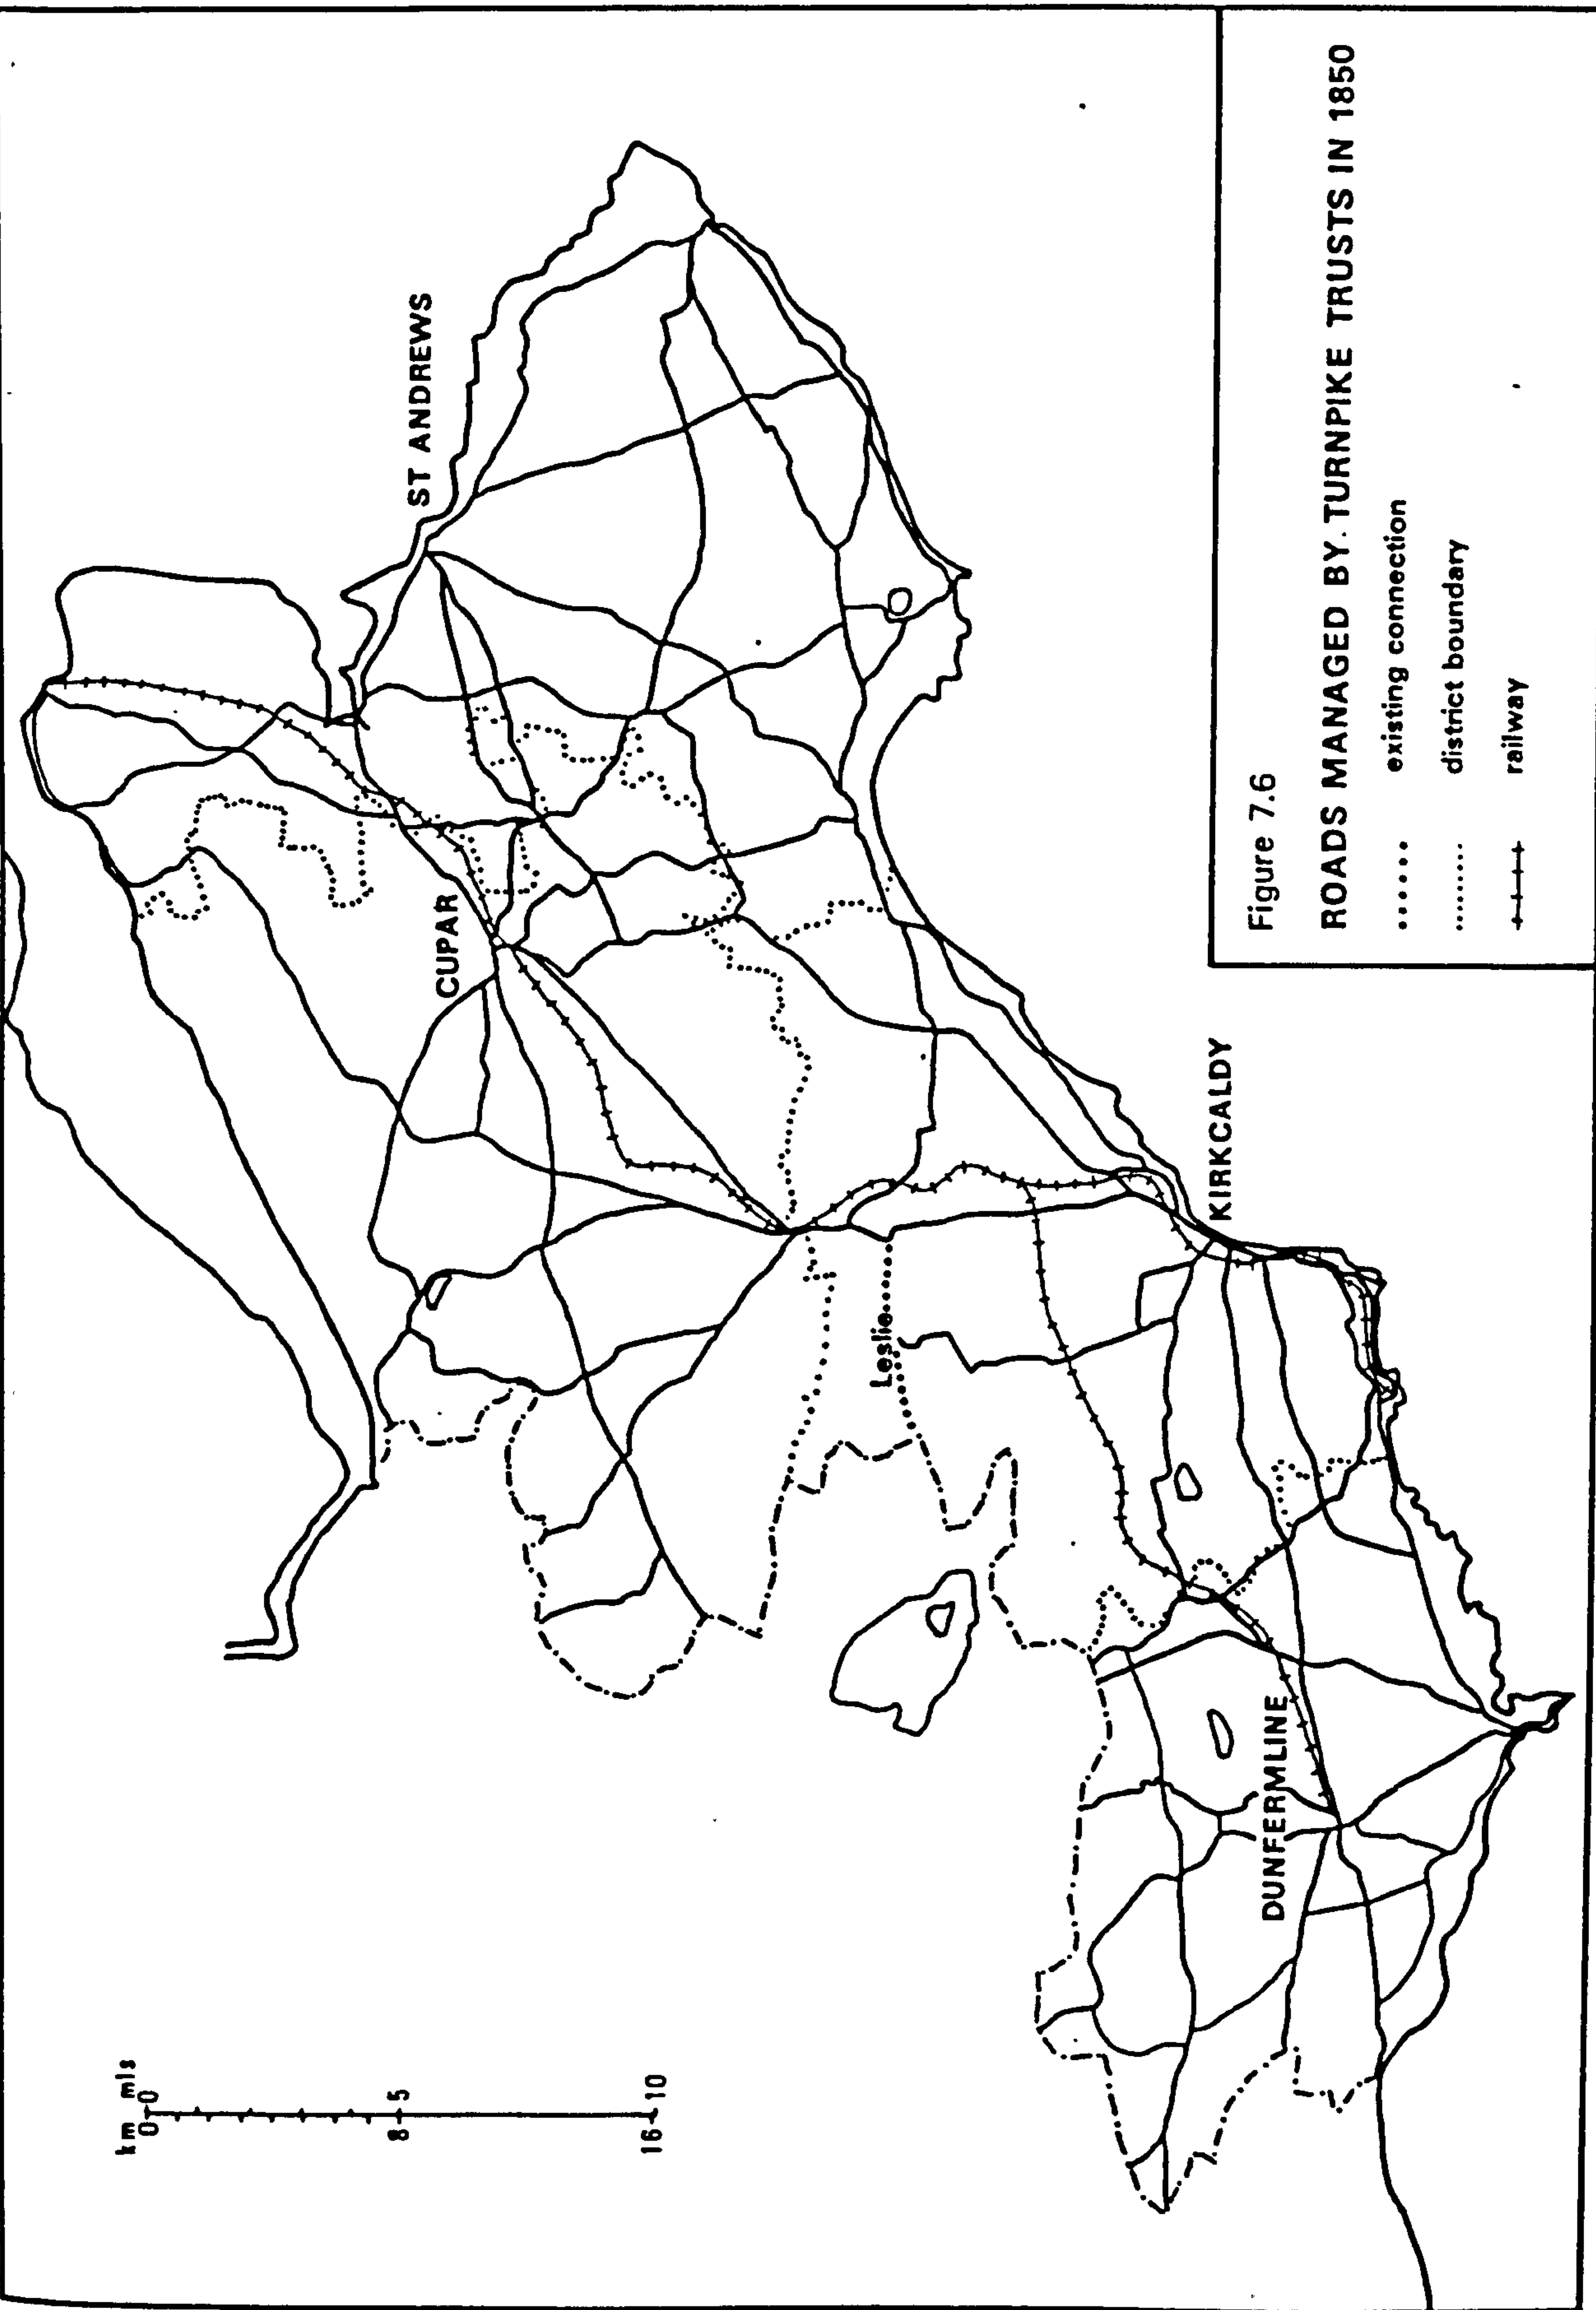 km mls
0 0
8 5
16 10
ST ANDREWS
CUPAR
Leslie
KIRKCALDY
DUNFERMLINE
Figure 7.6
ROADS MANAGED BY TURNPIKE TRUSTS IN 1850
existing connection
district boundary
railway